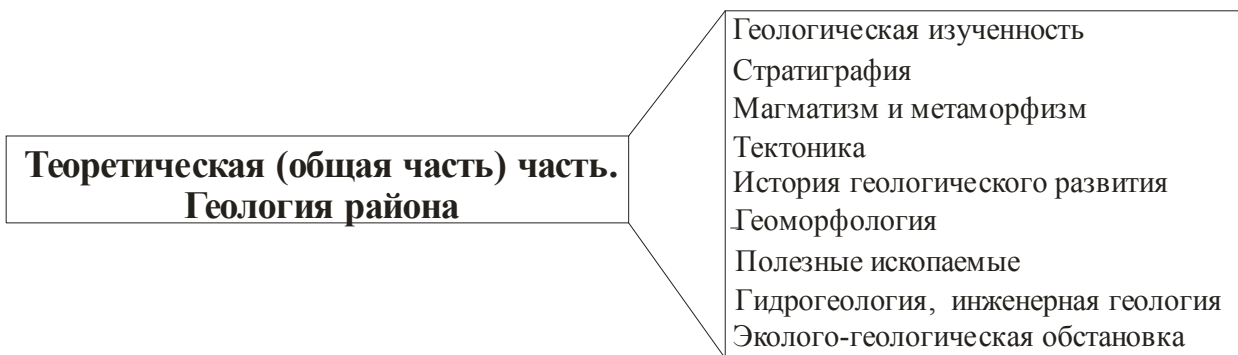 Теоретическая (общая часть) часть.
Геология района
Геологическая изученность
Стратиграфия
Магматизм и метаморфизм
Тектоника
История геологического развития
Геоморфология
Полезные ископаемые
Гидрогеология, инженерная геология
Эколого-геологическая обстановка